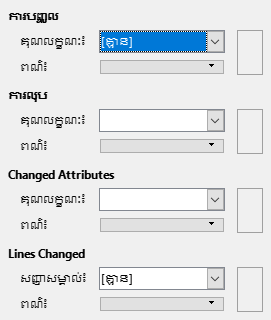 ការបញ្ចូល
គុណលក្ខណៈ៖ [គ្មាន]
ពណ៌៖
ការលុប
គុណលក្ខណៈ៖
ពណ៌៖
Changed Attributes
គុណលក្ខណៈ៖
ពណ៌៖
Lines Changed
សញ្ញាសម្គាល់៖ [គ្មាន]
ពណ៌៖